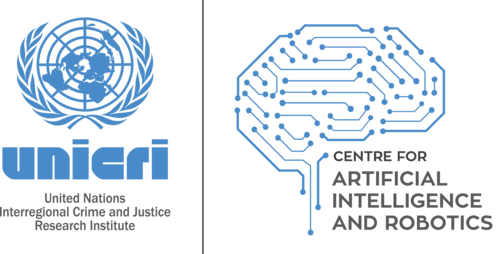 unicri
United Nations
Interregional Crime and Justice
Research Institute
CENTRE FOR
ARTIFICIAL
INTELLIGENCE
AND ROBOTICS